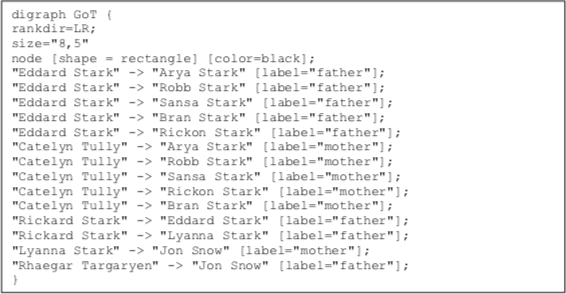 digraph GoT {
rankdir=LR;
size="8,5"
node [shape = rectangle] [color=black];
"Eddard Stark" -> "Arya Stark" [label="father"];
"Eddard Stark" -> "Robb Stark" [label="father"];
"Eddard Stark" -> "Sansa Stark" [label="father"];
"Eddard Stark" -> "Bran Stark" [label="father"];
"Eddard Stark" -> "Rickon Stark" [label="father"];
"Catelyn Tully" -> "Arya Stark" [label="mother"];
"Catelyn Tully" -> "Robb Stark" [label="mother"];
"Catelyn Tully" -> "Sansa Stark" [label="mother"];
"Catelyn Tully" -> "Rickon Stark" [label="mother"];
"Catelyn Tully" -> "Bran Stark" [label="mother"];
"Rickard Stark" -> "Eddard Stark" [label="father"];
"Rickard Stark" -> "Lyanna Stark" [label="father"];
"Lyanna Stark" -> "Jon Snow" [label="mother"];
"Rhaegar Targaryen" -> "Jon Snow" [label="father"];
}